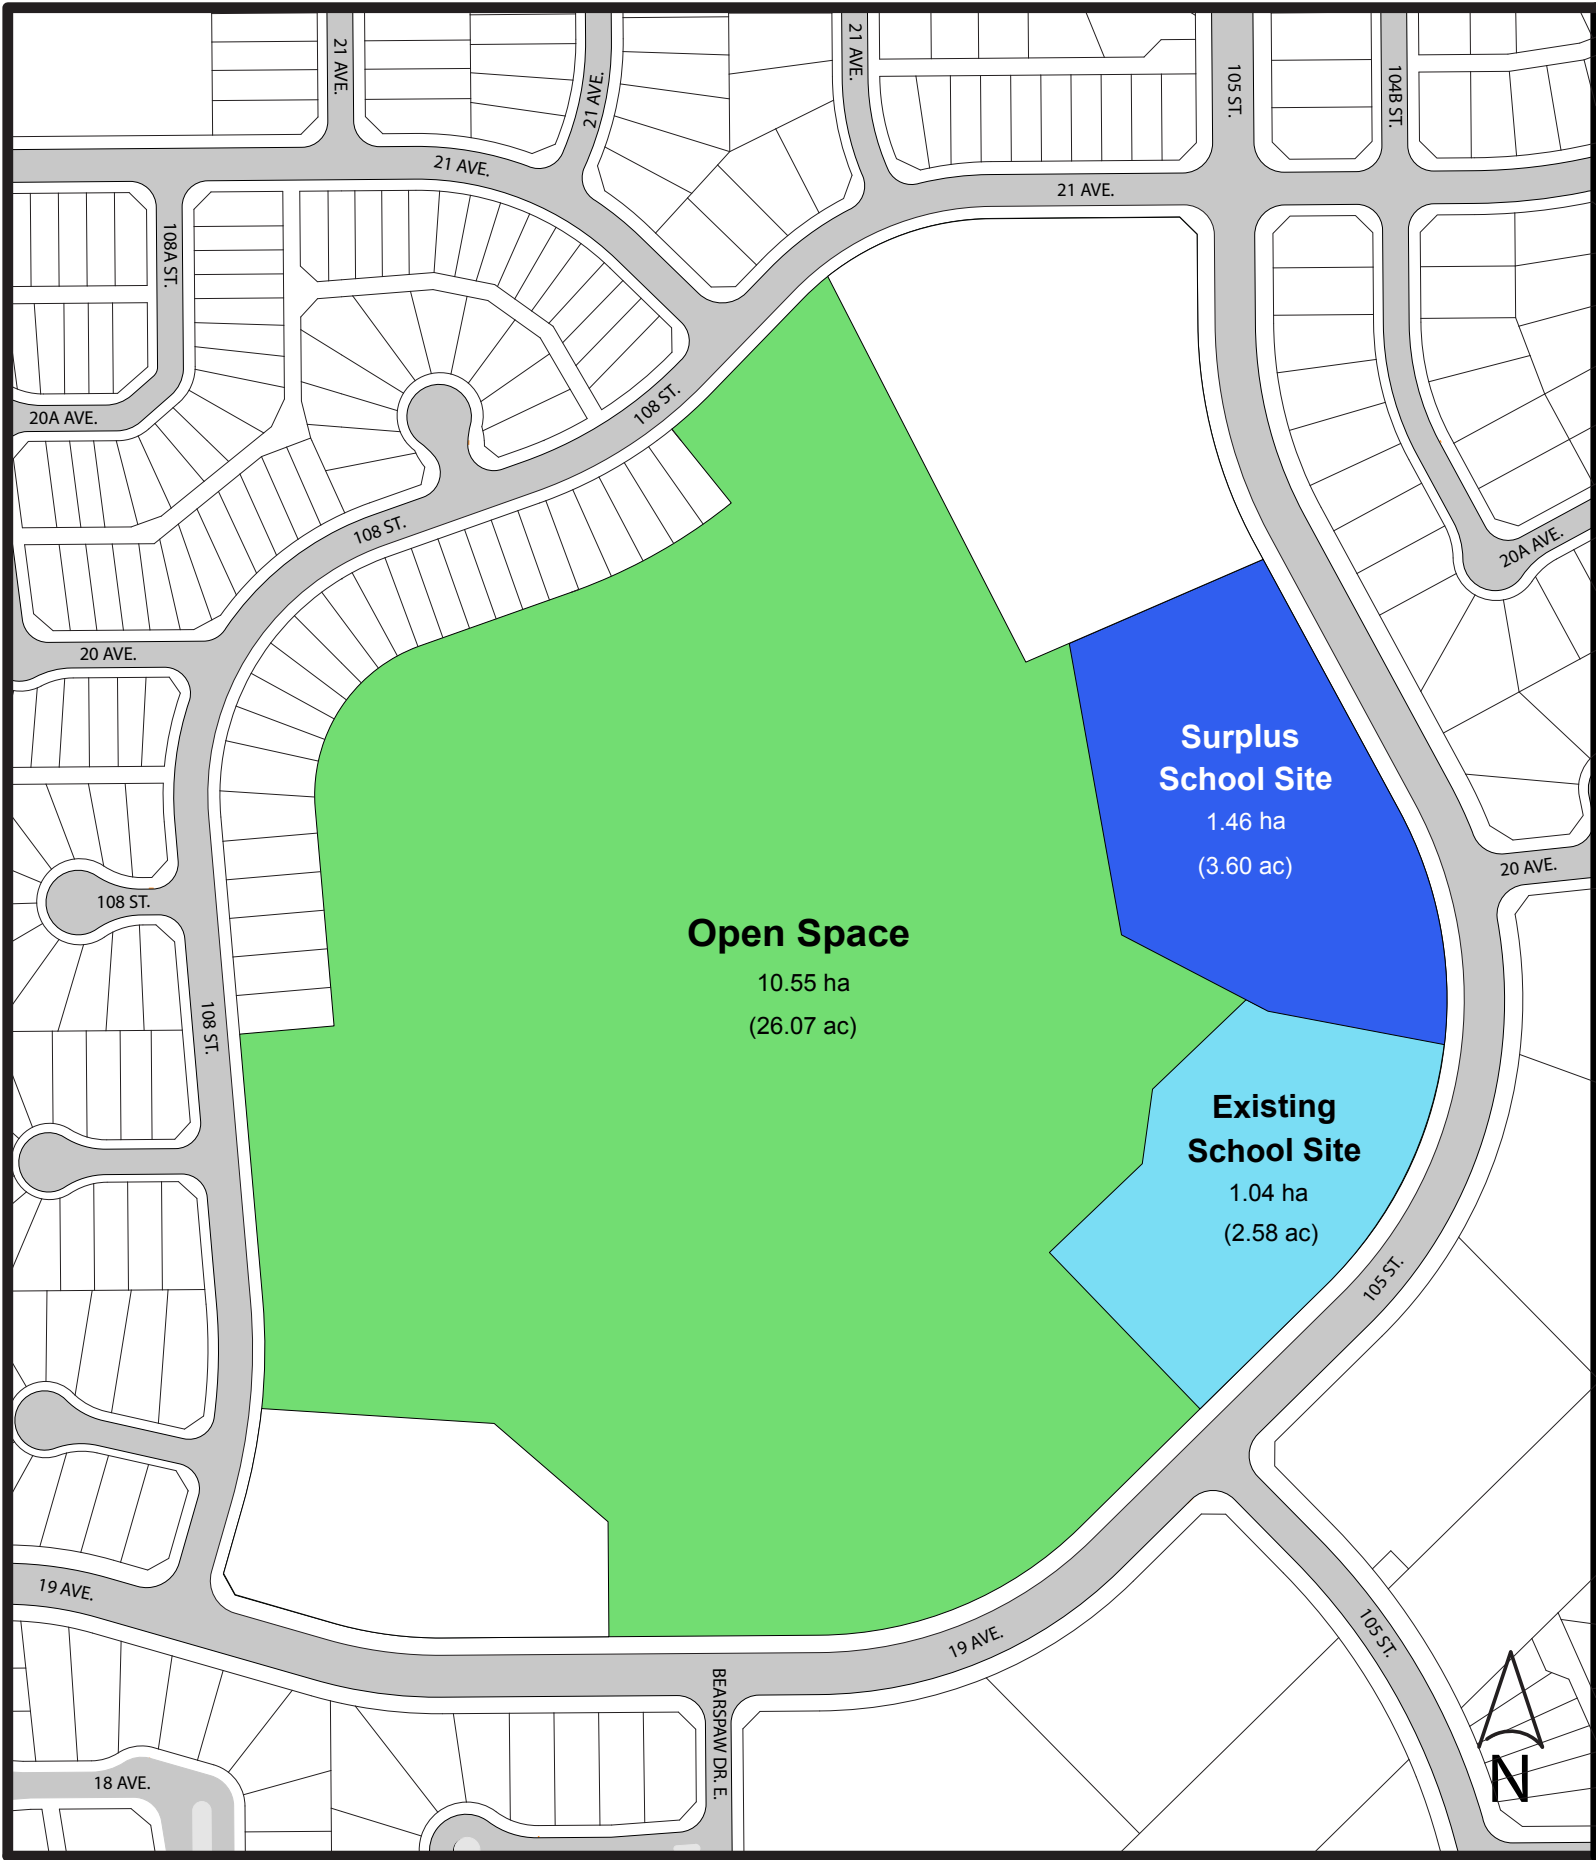 21 AVE.
21 AVE.
21 AVE.
105 ST.
104B ST.
21 AVE.
21 AVE.
108A ST.
20A AVE.
108 ST.
108 ST.
20A AVE.
20 AVE.
Surplus
School Site
1.46 ha
(3.60 ac)
20 AVE.
108 ST.
Open Space
10.55 ha
(26.07 ac)
108 ST.
Existing
School Site
1.04 ha
(2.58 ac)
105 ST.
19 AVE.
19 AVE.
105 ST.
BEARSPAW DR. E.
18 AVE.
N